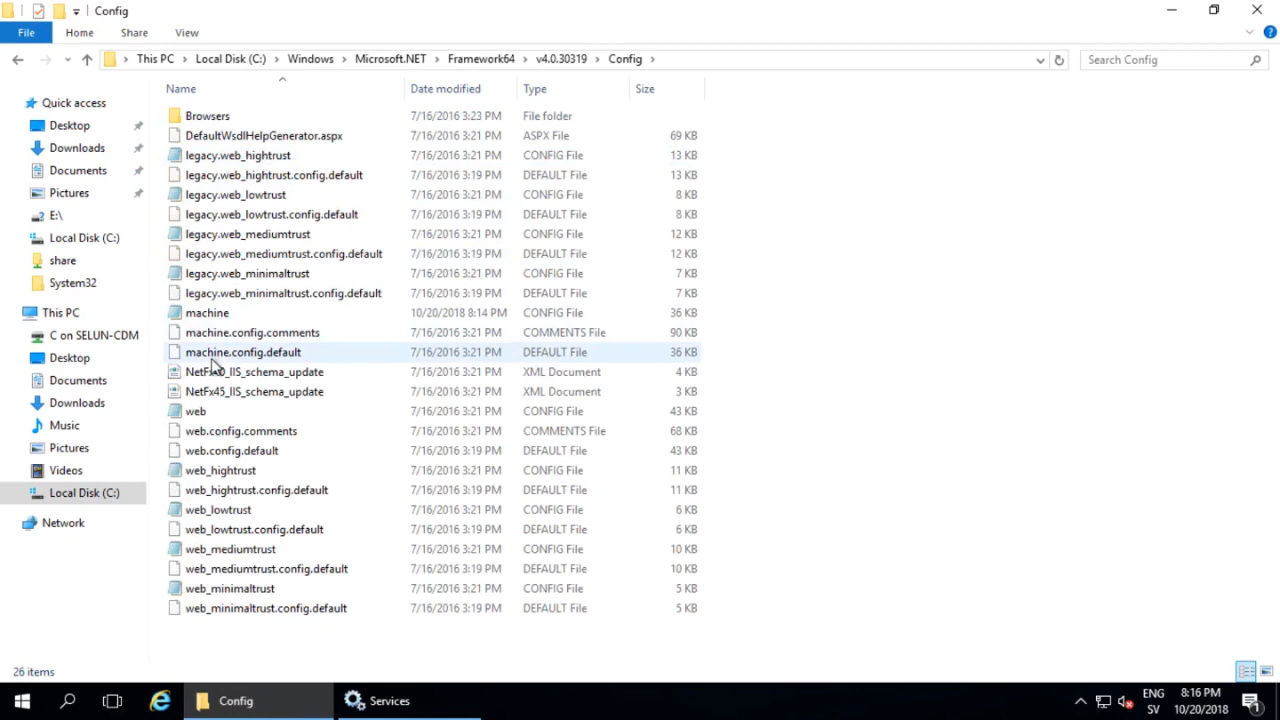 Config
File Home Share View
This PC Local Disk (C:) Windows Microsoft.NET Framework64 v4.0.30319 Config
Search Config
Name Date modified Type Size
Quick access
Desktop
Downloads
Documents
Pictures
E:\
Local Disk (C:)
share
System32
This PC
C on SELUN-CDM
Desktop
Documents
Downloads
Music
Pictures
Videos
Local Disk (C:)
Network
Browsers 7/16/2016 3:23 PM File folder
DefaultWsdlHelpGenerator.aspx 7/16/2016 3:21 PM ASPX File 69 KB
legacy.web_hightrust 7/16/2016 3:21 PM CONFIG File 13 KB
legacy.web_hightrust.config.default 7/16/2016 3:19 PM DEFAULT File 13 KB
legacy.web_lowtrust 7/16/2016 3:21 PM CONFIG File 8 KB
legacy.web_lowtrust.config.default 7/16/2016 3:19 PM DEFAULT File 8 KB
legacy.web_mediumtrust 7/16/2016 3:21 PM CONFIG File 12 KB
legacy.web_mediumtrust.config.default 7/16/2016 3:19 PM DEFAULT File 12 KB
legacy.web_minimaltrust 7/16/2016 3:21 PM CONFIG File 7 KB
legacy.web_minimaltrust.config.default 7/16/2016 3:19 PM DEFAULT File 7 KB
machine 10/20/2018 8:14 PM CONFIG File 36 KB
machine.config.comments 7/16/2016 3:21 PM COMMENTS File 90 KB
machine.config.default 7/16/2016 3:21 PM DEFAULT File 36 KB
NetFx40_IIS_schema_update 7/16/2016 3:21 PM XML Document 4 KB
NetFx45_IIS_schema_update 7/16/2016 3:21 PM XML Document 3 KB
web 7/16/2016 3:21 PM CONFIG File 43 KB
web.config.comments 7/16/2016 3:21 PM COMMENTS File 68 KB
web.config.default 7/16/2016 3:19 PM DEFAULT File 43 KB
web_hightrust 7/16/2016 3:21 PM CONFIG File 11 KB
web_hightrust.config.default 7/16/2016 3:19 PM DEFAULT File 11 KB
web_lowtrust 7/16/2016 3:21 PM CONFIG File 6 KB
web_lowtrust.config.default 7/16/2016 3:19 PM DEFAULT File 6 KB
web_mediumtrust 7/16/2016 3:21 PM CONFIG File 10 KB
web_mediumtrust.config.default 7/16/2016 3:19 PM DEFAULT File 10 KB
web_minimaltrust 7/16/2016 3:21 PM CONFIG File 5 KB
web_minimaltrust.config.default 7/16/2016 3:19 PM DEFAULT File 5 KB
26 items
Config Services
ENG 8:16 PM
SV 10/20/2018
1